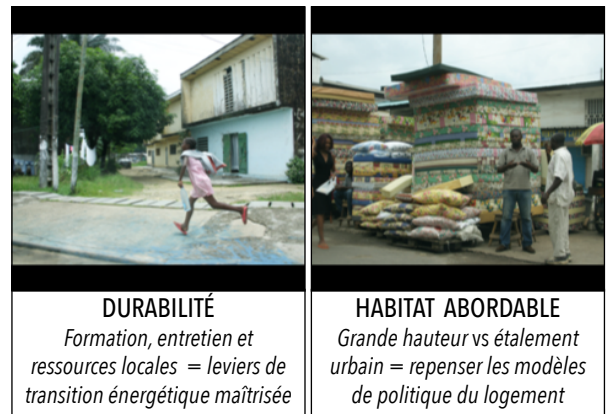 DURABILITÉ
Formation, entretien et
ressources locales = leviers de
transition énergétique maîtrisée
HABITAT ABORDABLE
Grande hauteur vs étalement
urbain = repenser les modèles
de politique du logement